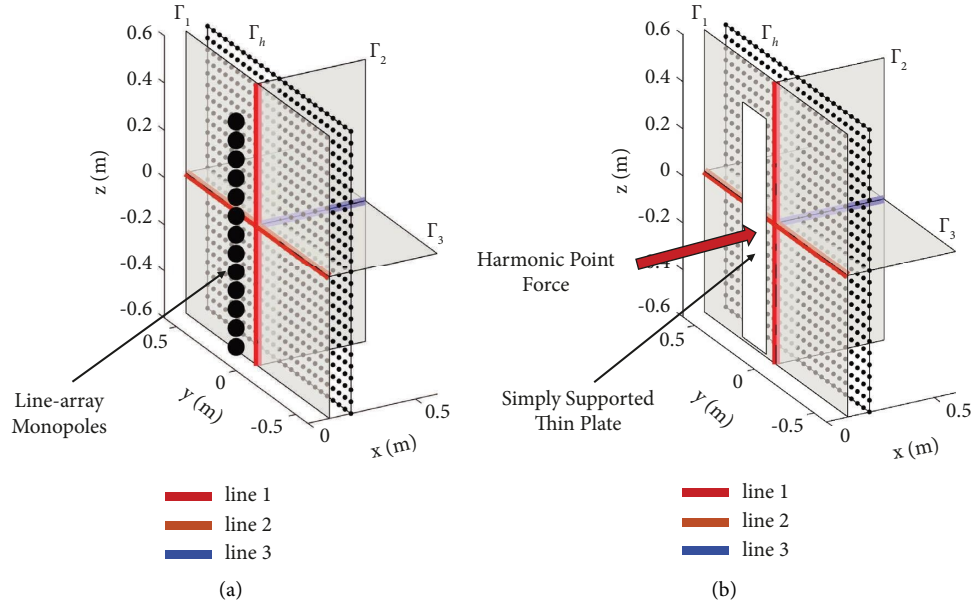 Γ1
Γh
Γ2
Γ3
0.6
0.4
0.2
0
-0.2
-0.4
-0.6
z (m)
0.5
0
-0.5
y (m)
0
0.5
x (m)
Line-array
Monopoles
line 1
line 2
line 3
(a)
Γ1
Γh
Γ2
Γ3
0.6
0.4
0.2
0
-0.2
-0.4
-0.6
z (m)
0.5
0
-0.5
y (m)
0
0.5
x (m)
Harmonic Point
Force
Simply Supported
Thin Plate
line 1
line 2
line 3
(b)